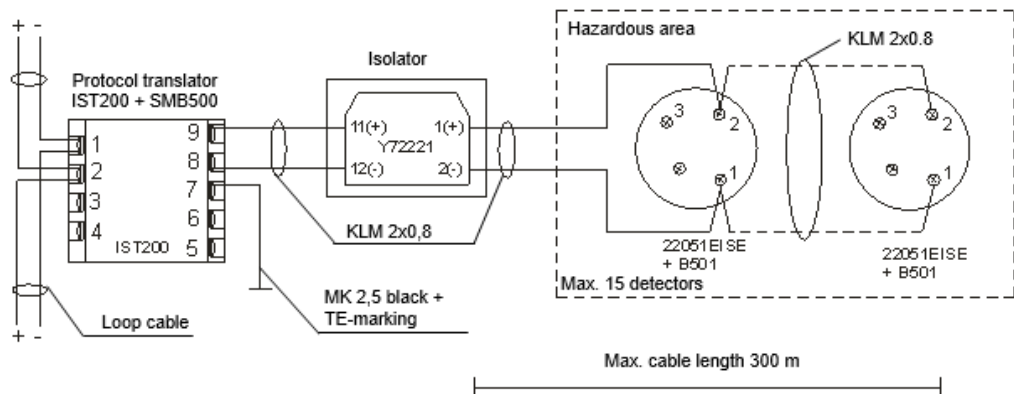 + -
Protocol translator
IST200 + SMB500
1
2
3
4
9
8
7
6
5
IST200
Isolator
11(+)
12(-)
1(+)
2(-)
Y72221
KLM 2x0,8
MK 2,5 black +
TE-marking
Loop cable
+ -
Hazardous area
KLM 2x0.8
3
2
1
22051EISE
+ B501
3
2
1
22051EISE
+ B501
Max. 15 detectors
Max. cable length 300 m